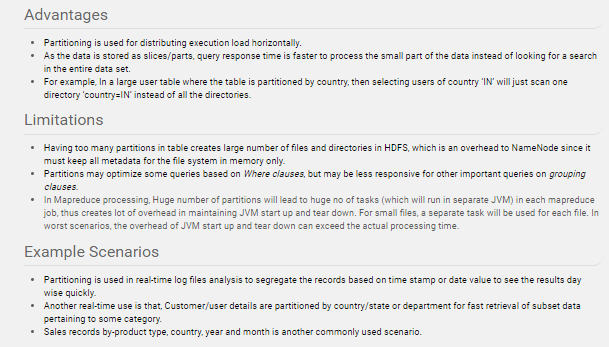 Advantages
• Partitioning is used for distributing execution load horizontally.
• As the data is stored as slices/parts, query response time is faster to process the small part of the data instead of looking for a search
in the entire data set.
• For example, In a large user table where the table is partitioned by country, then selecting users of country ‘IN’ will just scan one
directory ‘country=IN’ instead of all the directories.
Limitations
• Having too many partitions in table creates large number of files and directories in HDFS, which is an overhead to NameNode since it
must keep all metadata for the file system in memory only.
• Partitions may optimize some queries based on Where clauses, but may be less responsive for other important queries on grouping
clauses.
• In Mapreduce processing, Huge number of partitions will lead to huge no of tasks (which will run in separate JVM) in each mapreduce
job, thus creates lot of overhead in maintaining JVM start up and tear down. For small files, a separate task will be used for each file. In
worst scenarios, the overhead of JVM start up and tear down can exceed the actual processing time.
Example Scenarios
• Partitioning is used in real-time log files analysis to segregate the records based on time stamp or date value to see the results day
wise quickly.
• Another real-time use is that, Customer/user details are partitioned by country/state or department for fast retrieval of subset data
pertaining to some category.
• Sales records by-product type, country, year and month is another commonly used scenario.